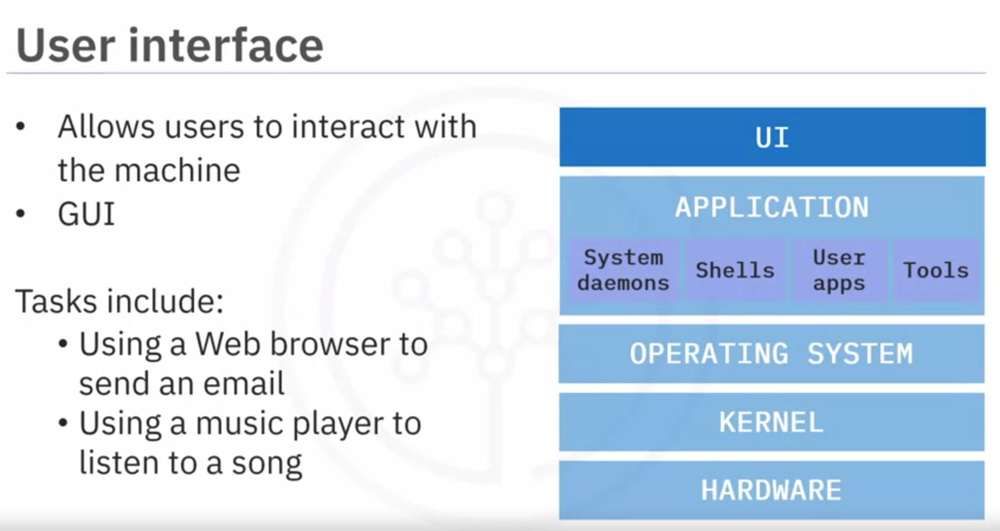 User interface
• Allows users to interact with
the machine
• GUI
Tasks include:
• Using a Web browser to
send an email
• Using a music player to
listen to a song
UI
APPLICATION
System
daemons
Shells
User
apps
Tools
OPERATING SYSTEM
KERNEL
HARDWARE